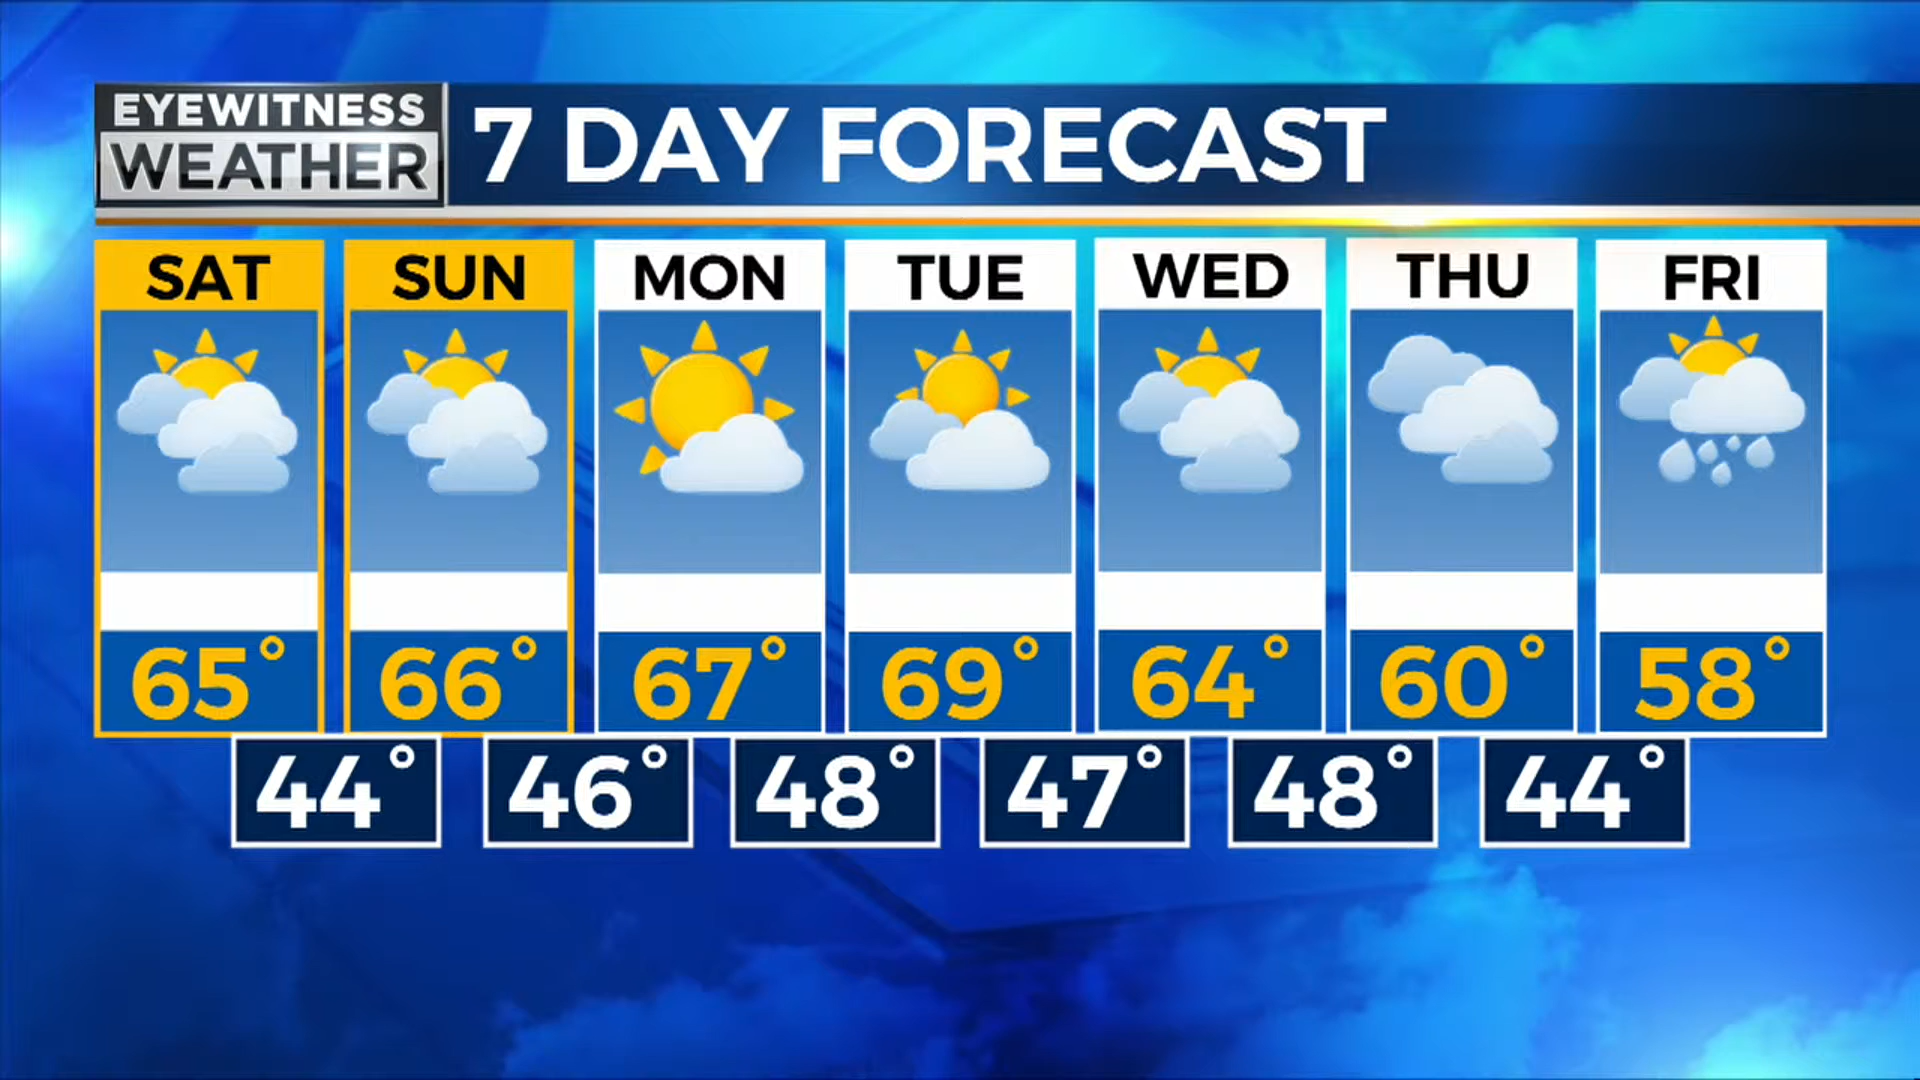 EYEWITNESS
WEATHER
7 DAY FORECAST
SAT SUN MON TUE WED THU FRI
65° 66° 67° 69° 64° 60° 58°
44° 46° 48° 47° 48° 44°